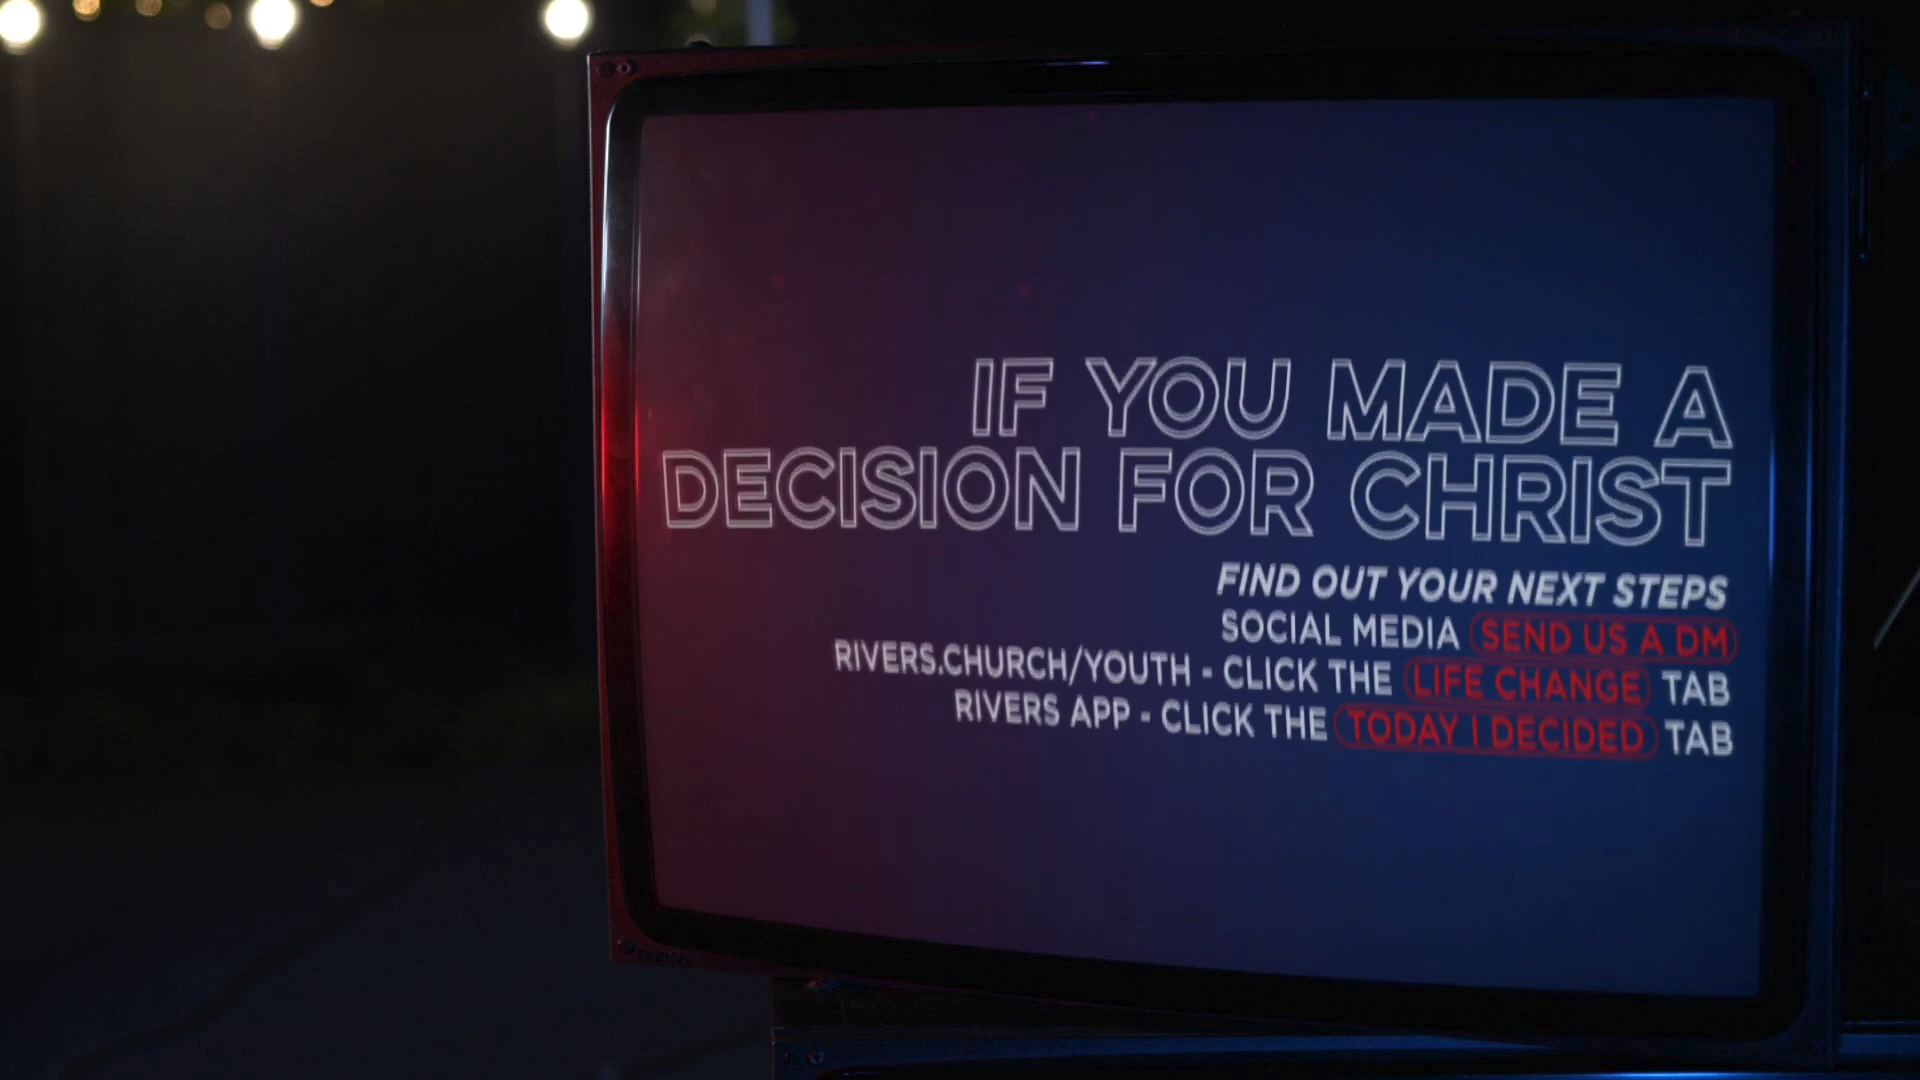 IF YOU MADE A
DECISION FOR CHRIST
FIND OUT YOUR NEXT STEPS
SOCIAL MEDIA SEND US A DM
RIVERS.CHURCH/YOUTH - CLICK THE LIFE CHANGE TAB
RIVERS APP - CLICK THE TODAY I DECIDED TAB